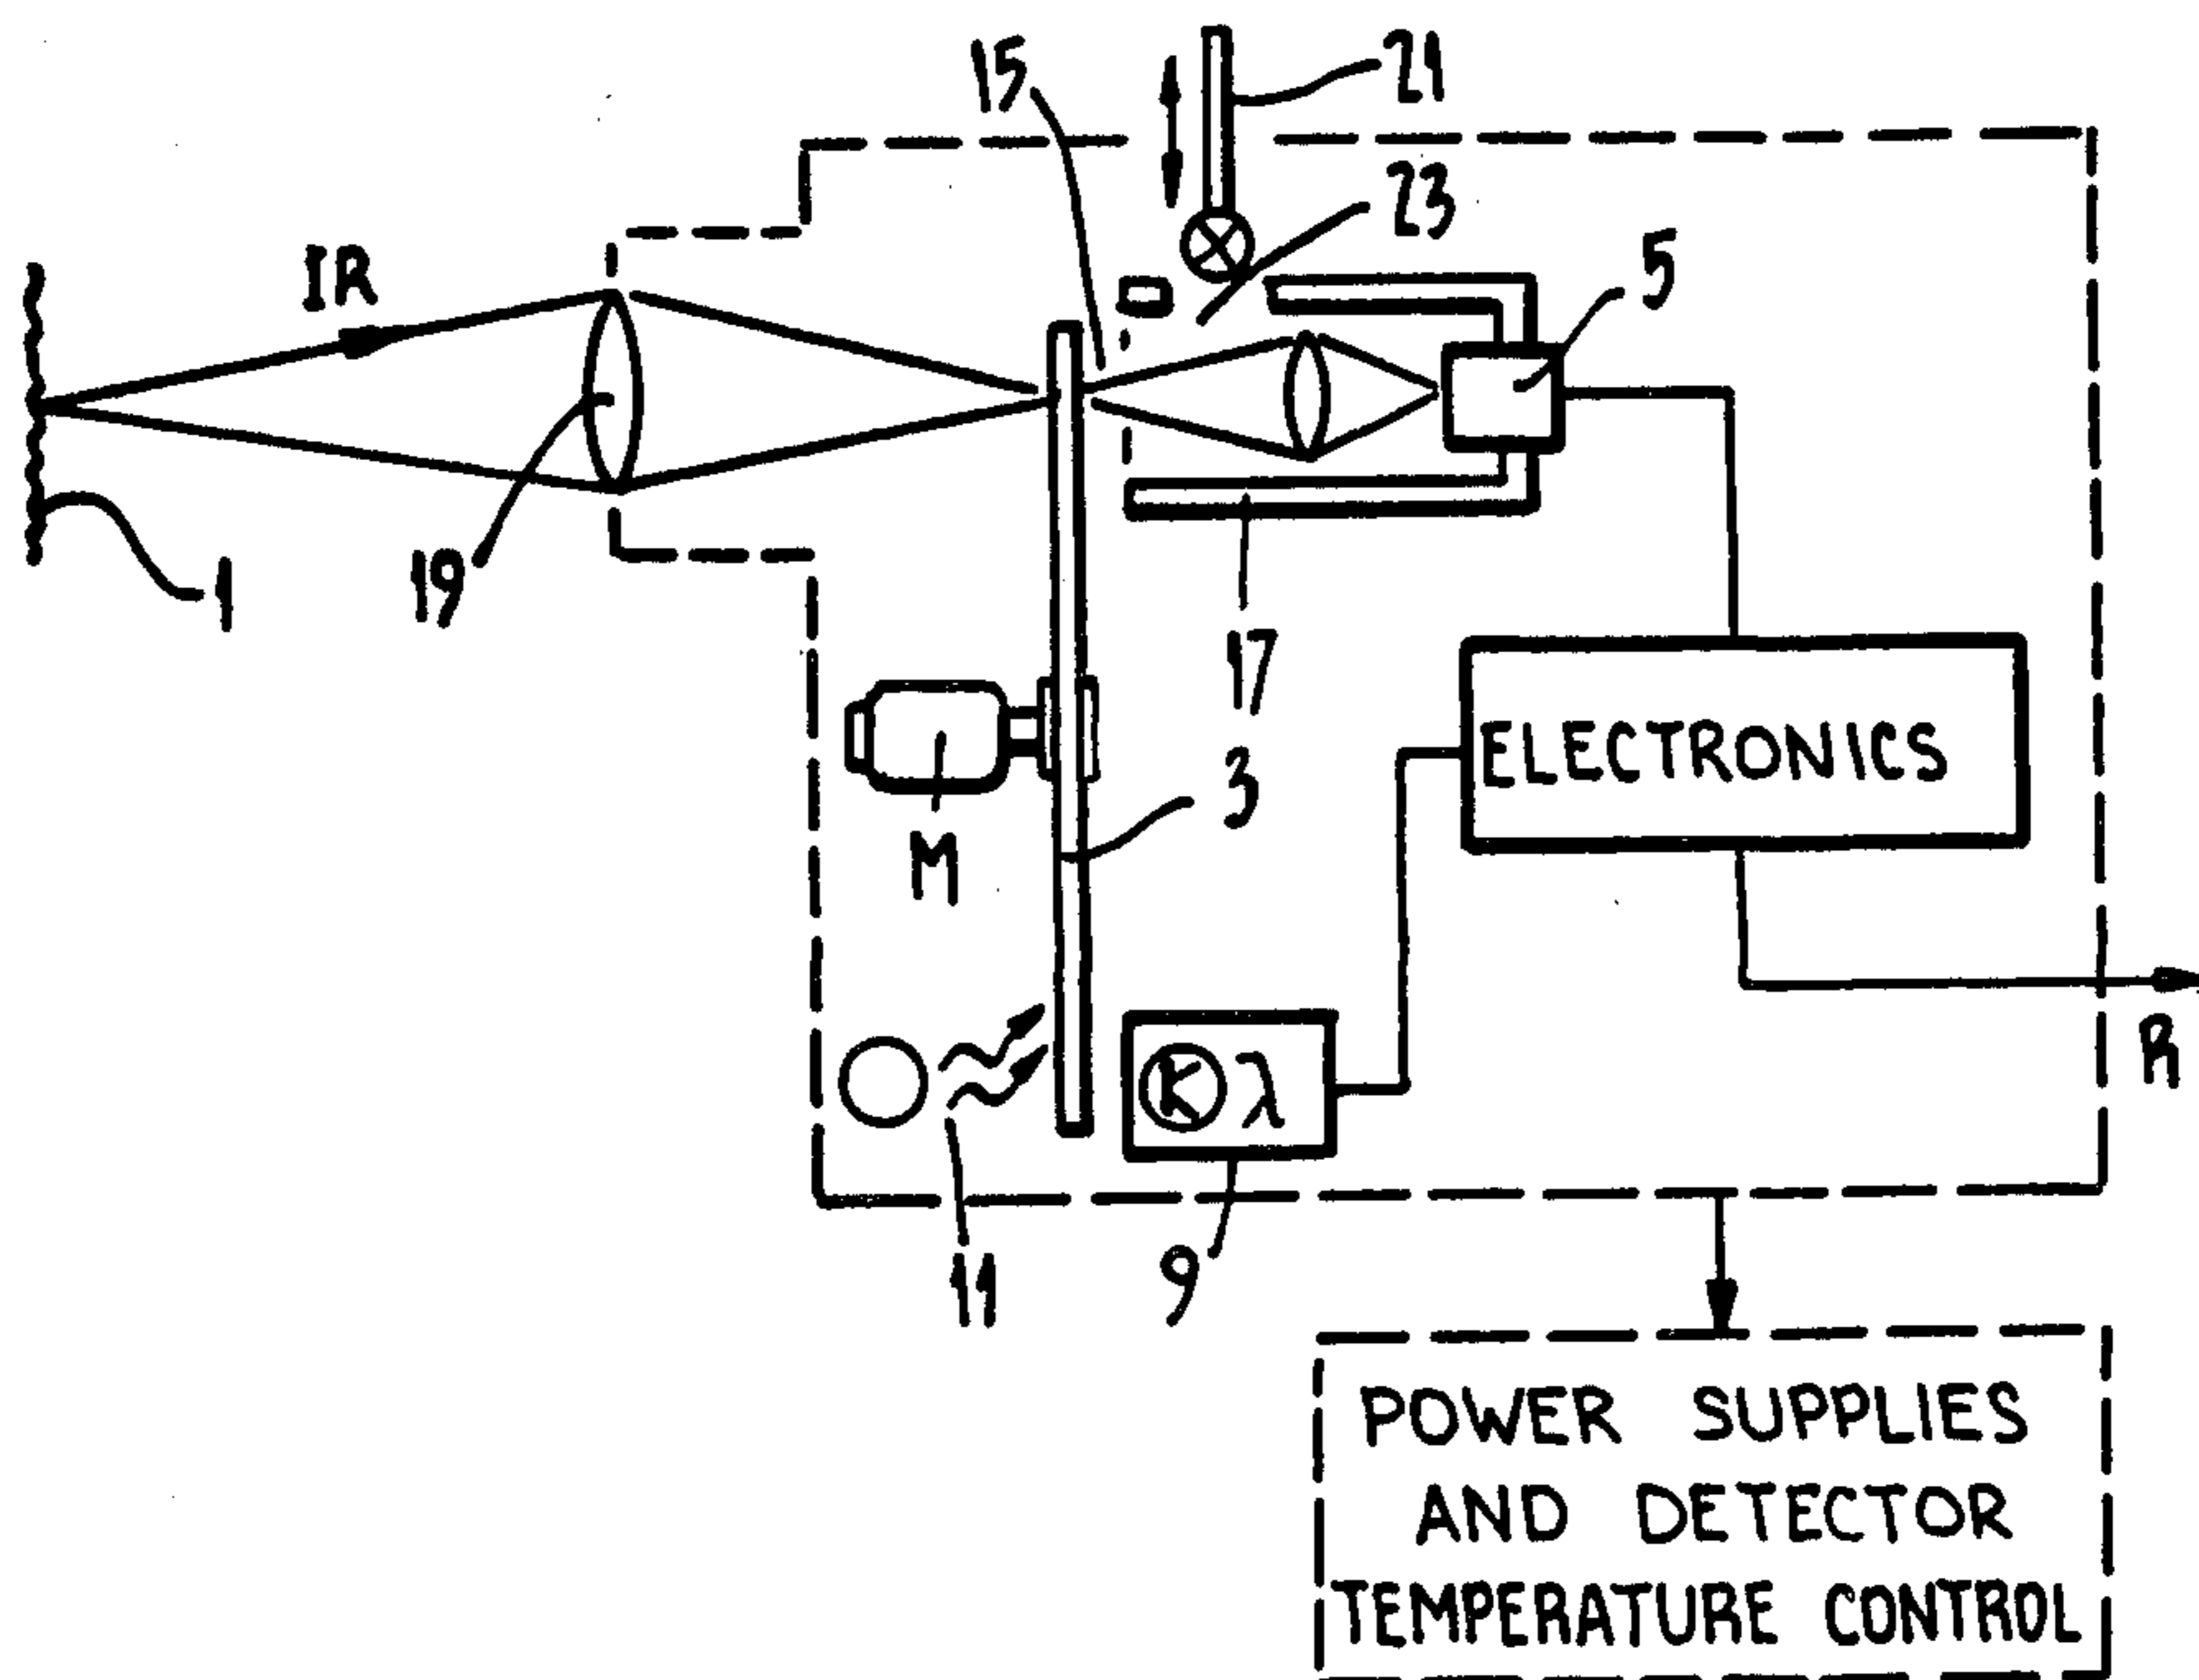 15
21
IR
23
5
19
1
17
3
M
ELECTRONICS
K λ
R
11
9
POWER SUPPLIES
AND DETECTOR
TEMPERATURE CONTROL